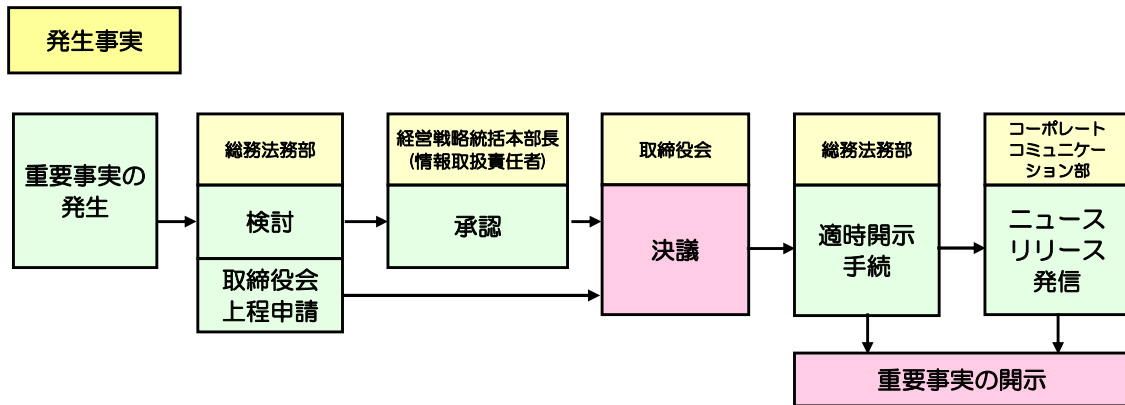 発生事実
重要事実の
発生
総務法務部
検討
取締役会
上程申請
経営戦略統括本部長
(情報取扱責任者)
承認
取締役会
決議
総務法務部
適時開示
手続
コーポレート
コミュニケー
ション部
ニュース
リリース
発信
重要事実の開示